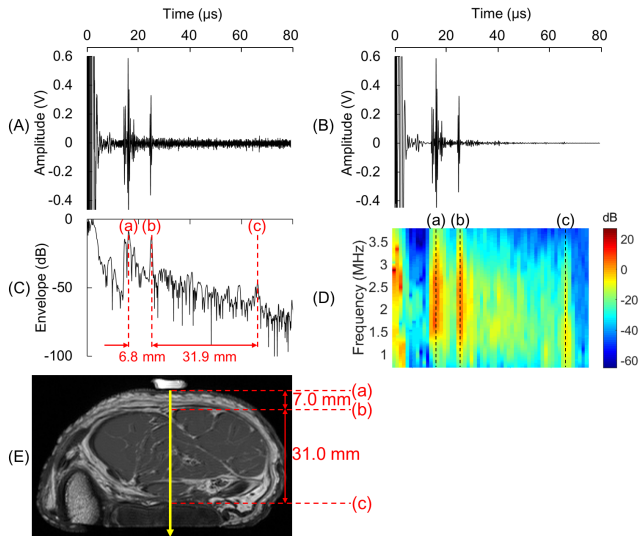 Time (μs)
0 20 40 60 80
(A)
Amplitude (V)
0.6
0.4
0.2
0
-0.2
-0.4
Time (μs)
0 20 40 60 80
(B)
Amplitude (V)
0.6
0.4
0.2
0
-0.2
-0.4
(C)
Envelope (dB)
0
-50
-100
(a) (b) (c)
6.8 mm 31.9 mm
(D)
Frequency (MHz)
3.5
3
2.5
2
1.5
1
(a) (b) (c)
dB
20
0
-20
-40
-60
(E)
(a)
7.0 mm
(b)
31.0 mm
(c)